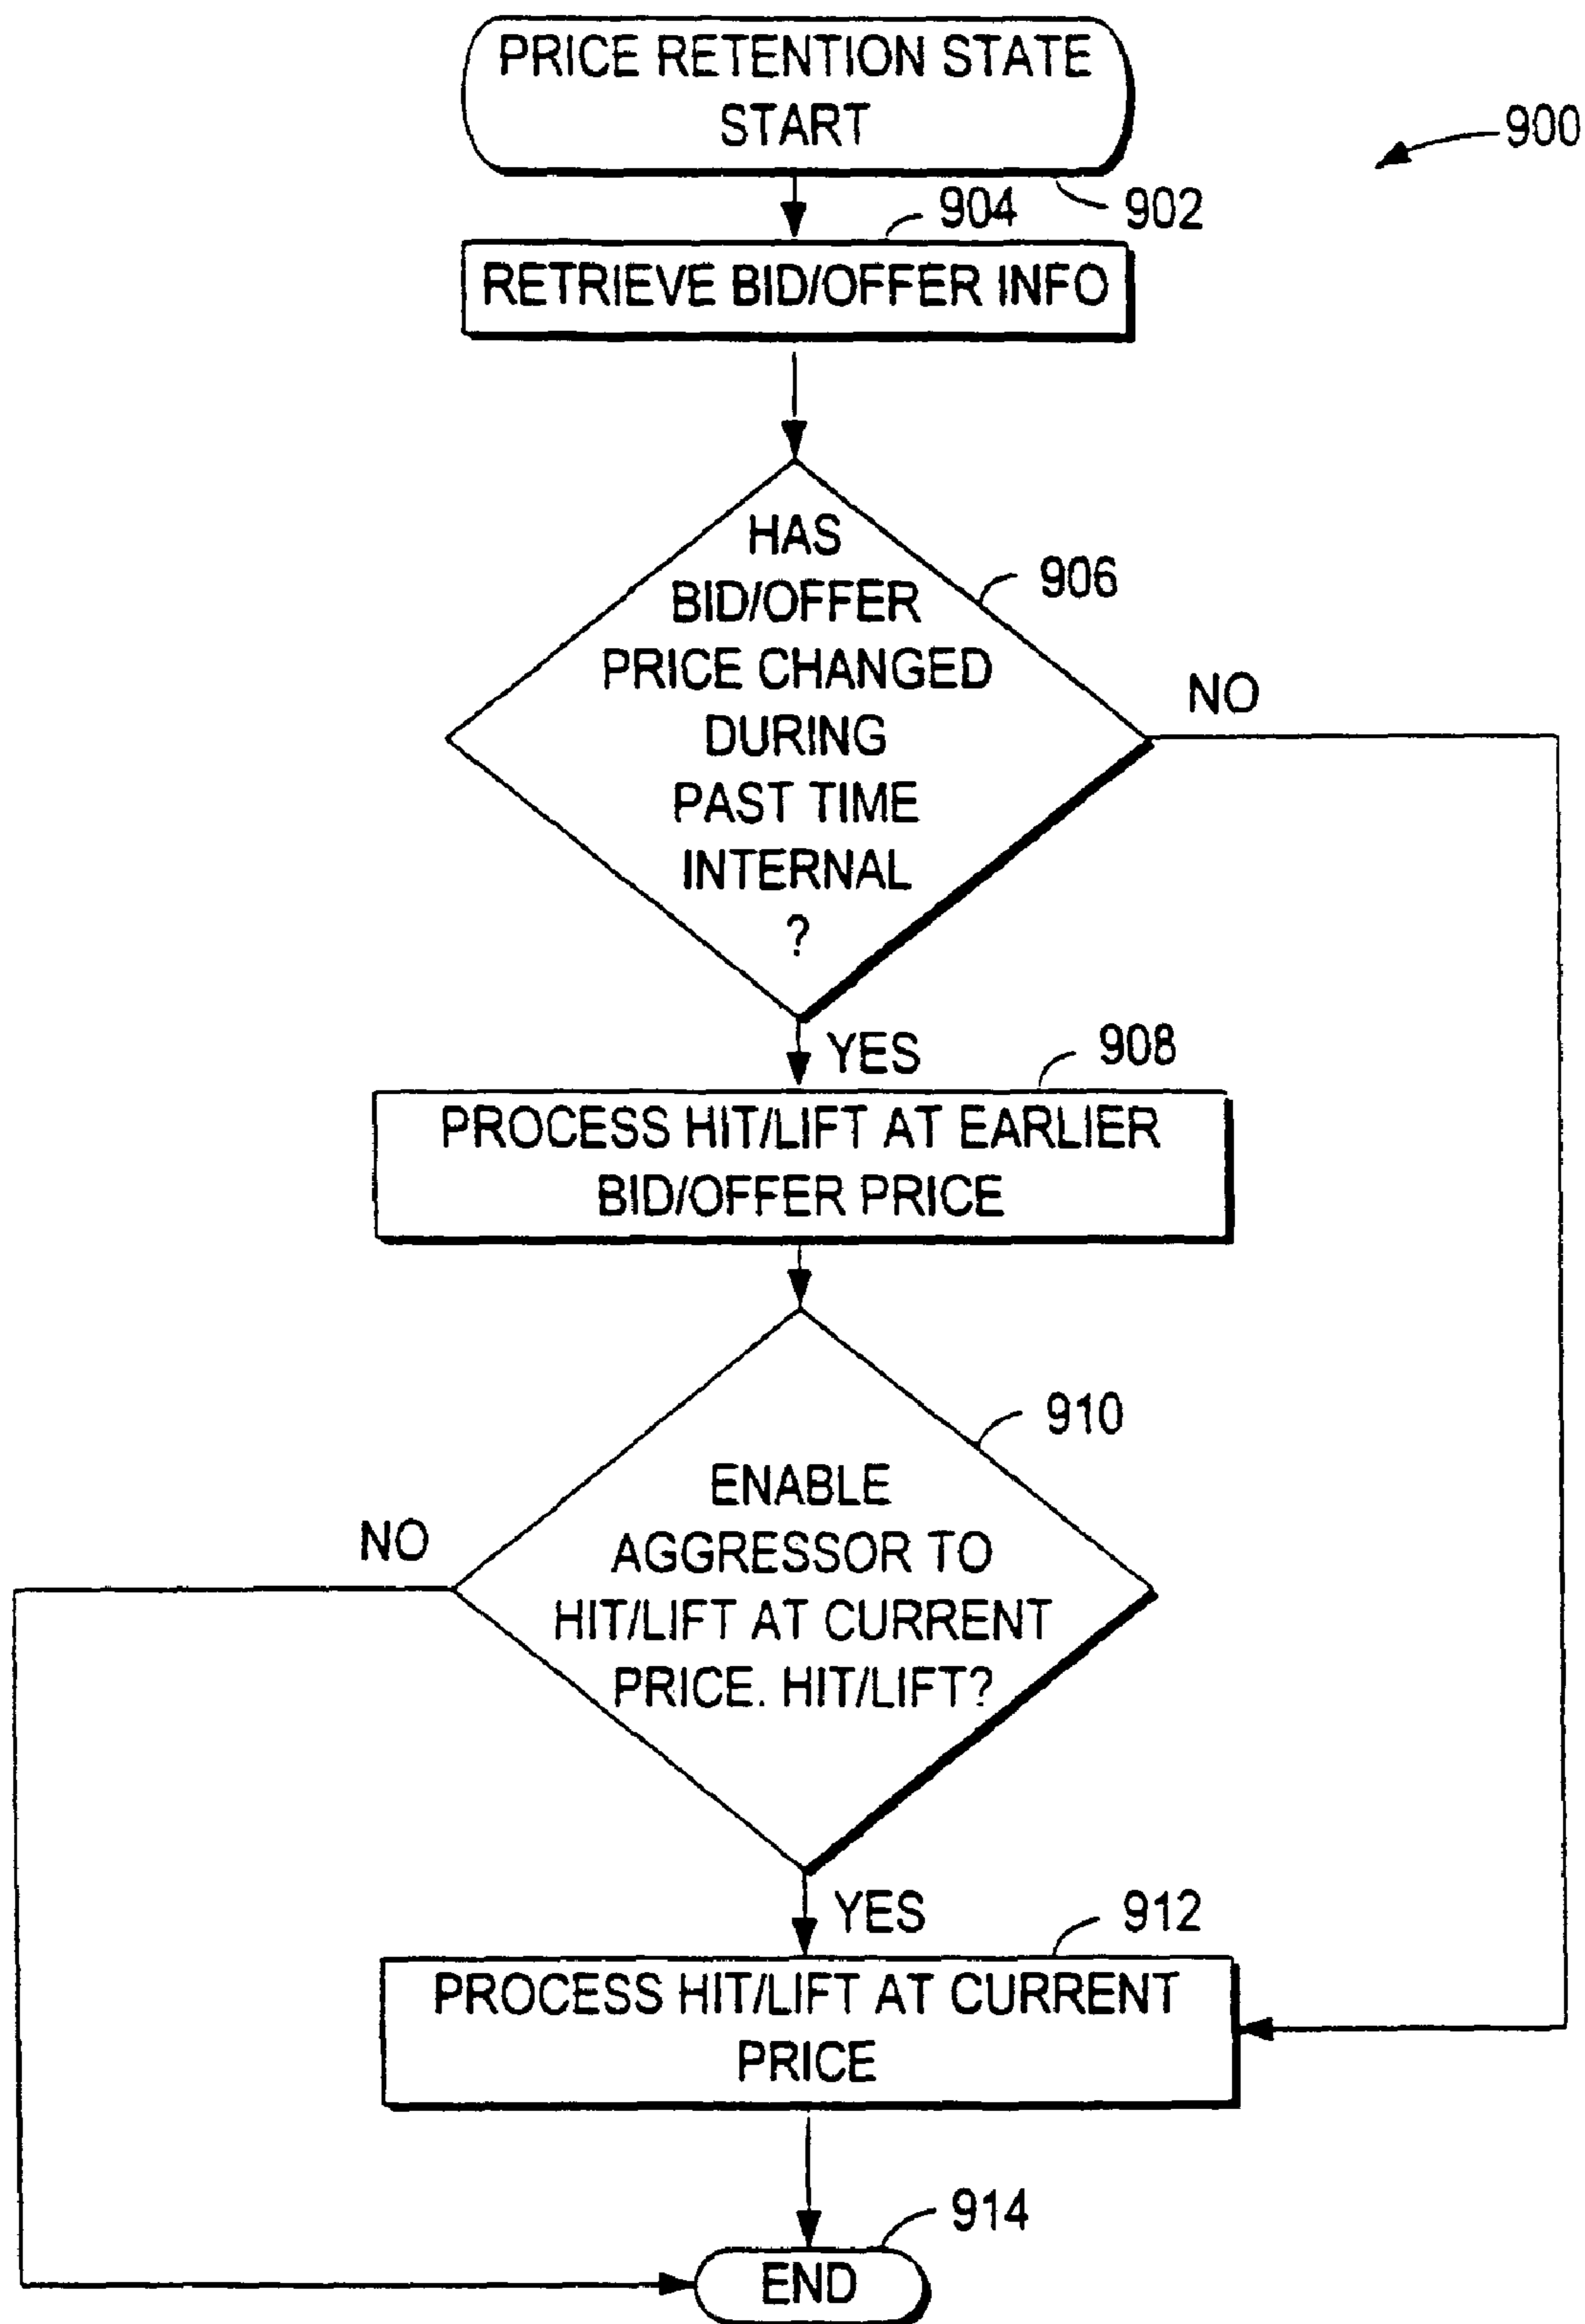 PRICE RETENTION STATE
START
900
902
904
RETRIEVE BID/OFFER INFO
HAS
BID/OFFER
PRICE CHANGED
DURING
PAST TIME
INTERNAL
?
906
NO
YES
908
PROCESS HIT/LIFT AT EARLIER
BID/OFFER PRICE
910
ENABLE
AGGRESSOR TO
HIT/LIFT AT CURRENT
PRICE. HIT/LIFT?
NO
YES
912
PROCESS HIT/LIFT AT CURRENT
PRICE
914
END